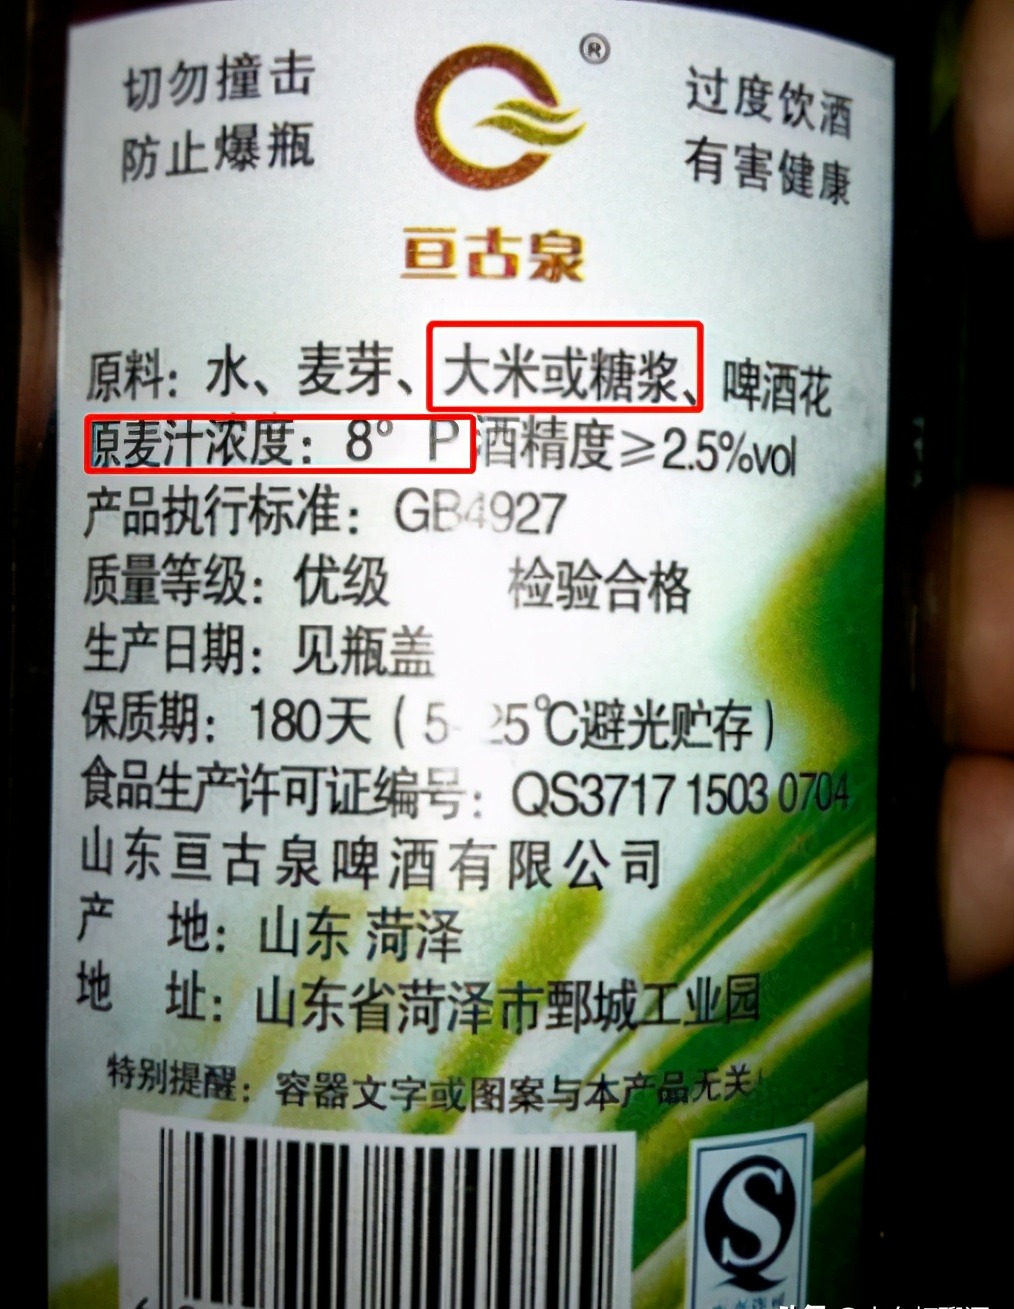 切勿撞击
防止爆瓶
®
过度饮酒
有害健康
亘古泉
原料：水、麦芽、大米或糖浆、啤酒花
原麦汁浓度：8° P 酒精度≥2.5%vol
产品执行标准：GB4927
质量等级：优级 检验合格
生产日期：见瓶盖
保质期：180天（5-25℃避光贮存）
食品生产许可证编号：QS3717 1503 0704
山东亘古泉啤酒有限公司
产 地：山东 菏泽
地 址：山东省菏泽市鄄城工业园
特别提醒：容器文字或图案与本产品无关！